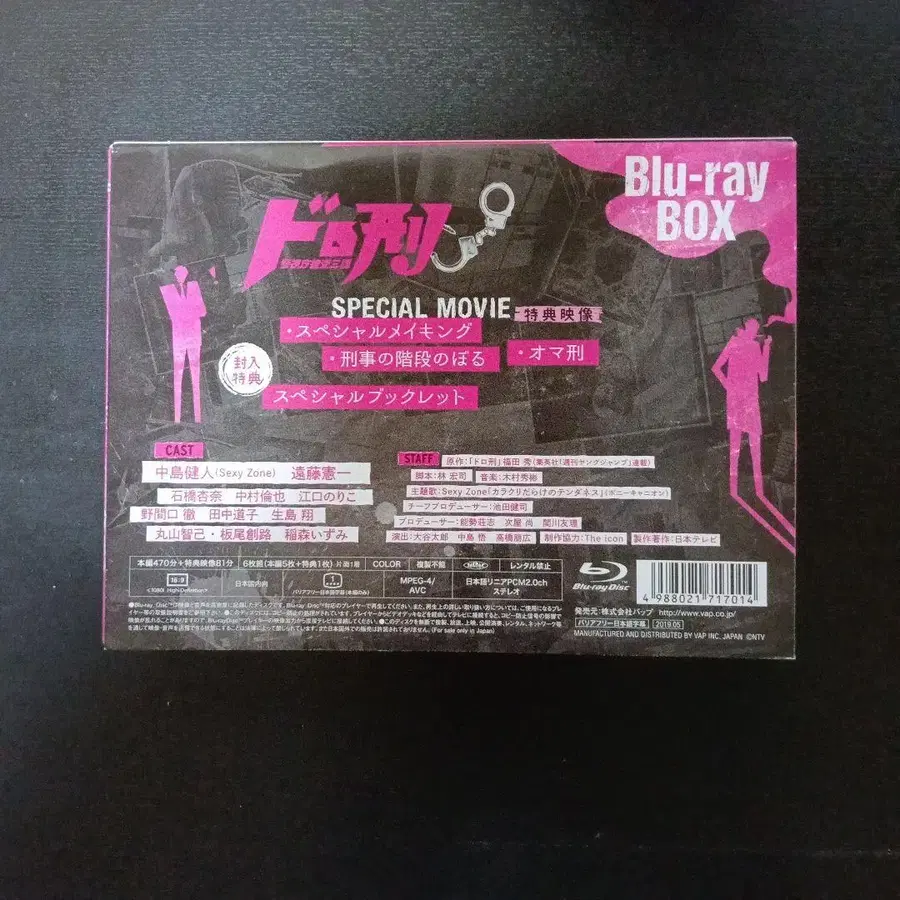 Blu-ray
BOX
ドロ刑
警視庁捜査三課
SPECIAL MOVIE 特典映像
・スペシャルメイキング
・刑事の階段のぼる ・オマ刑
封入
特典
スペシャルブックレット
CAST
中島健人(Sexy Zone) 遠藤憲一
石橋杏奈 中村倫也 江口のりこ
野間口 徹 田中道子 生島 翔
丸山智己・板尾創路 稲森いずみ
STAFF 原作:「ドロ刑」福田 秀(集英社「週刊ヤングジャンプ」連載)
脚本:林 宏司 音楽:木村秀彬
主題歌:Sexy Zone「カラクリだらけのテンダネス」(ポニーキャニオン)
チーフプロデューサー:池田健司
プロデューサー:能勢荘志 次屋 尚 関川友理
演出:大谷太郎 中島 悟 高橋朋広 制作協力:The icon 製作著作:日本テレビ
本編470分+特典映像81分 6枚組(本編5枚+特典1枚) 片面1層 COLOR 複製不能 レンタル禁止
16:9
1080i High-Definition
日本国内向
バリアフリー日本語字幕(本編のみ)
MPEG-4/
AVC
日本語リニアPCM2.0ch
ステレオ
(For sale only in Japan)
Blu-ray Disc
4 988021 717014
発売元:株式会社バップ http://www.vap.co.jp/
バリアフリー日本語字幕 2019.05
MANUFACTURED AND DISTRIBUTED BY VAP INC. JAPAN ©NTV